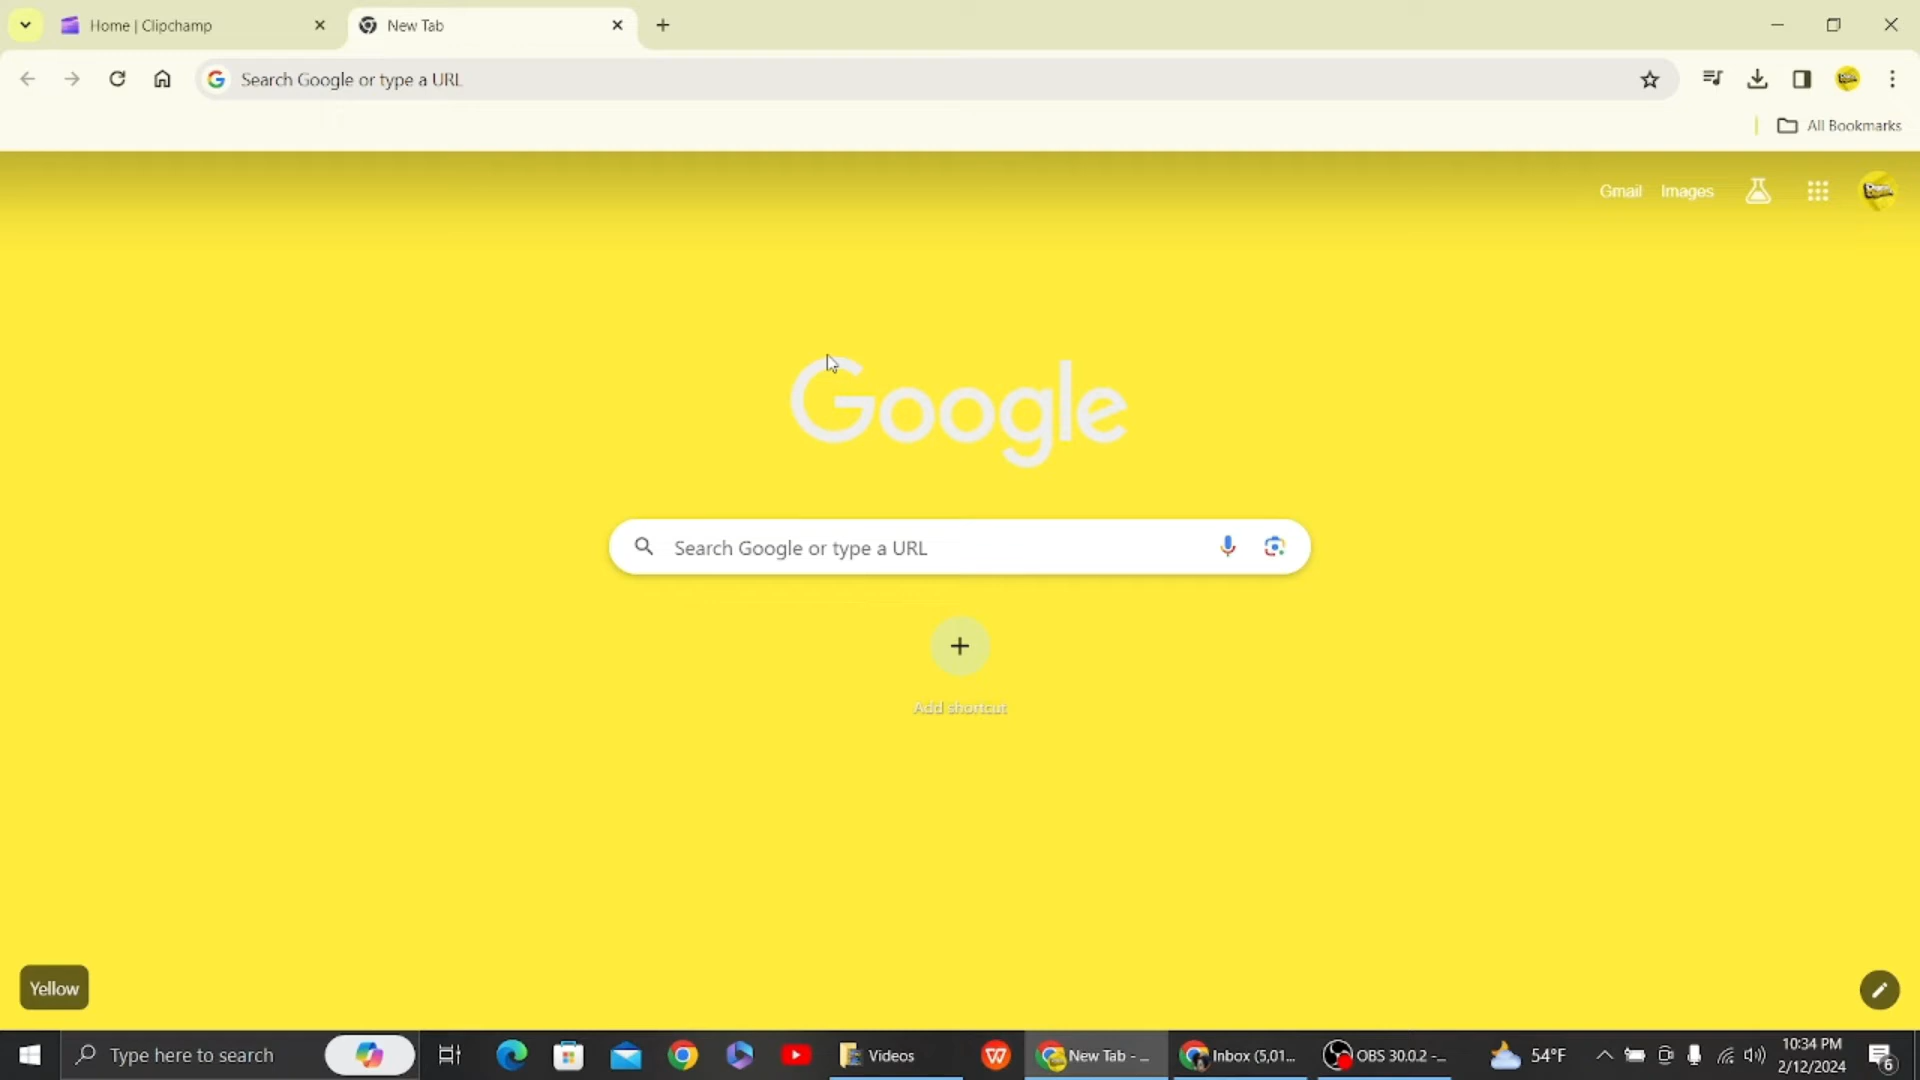 Home | Clipchamp
New Tab
Search Google or type a URL
All Bookmarks
Gmail Images
Google
Search Google or type a URL
Add shortcut
Yellow
Type here to search
Videos
New Tab - ...
Inbox (5,01...
OBS 30.0.2 -...
54°F
10:34 PM
2/12/2024
6